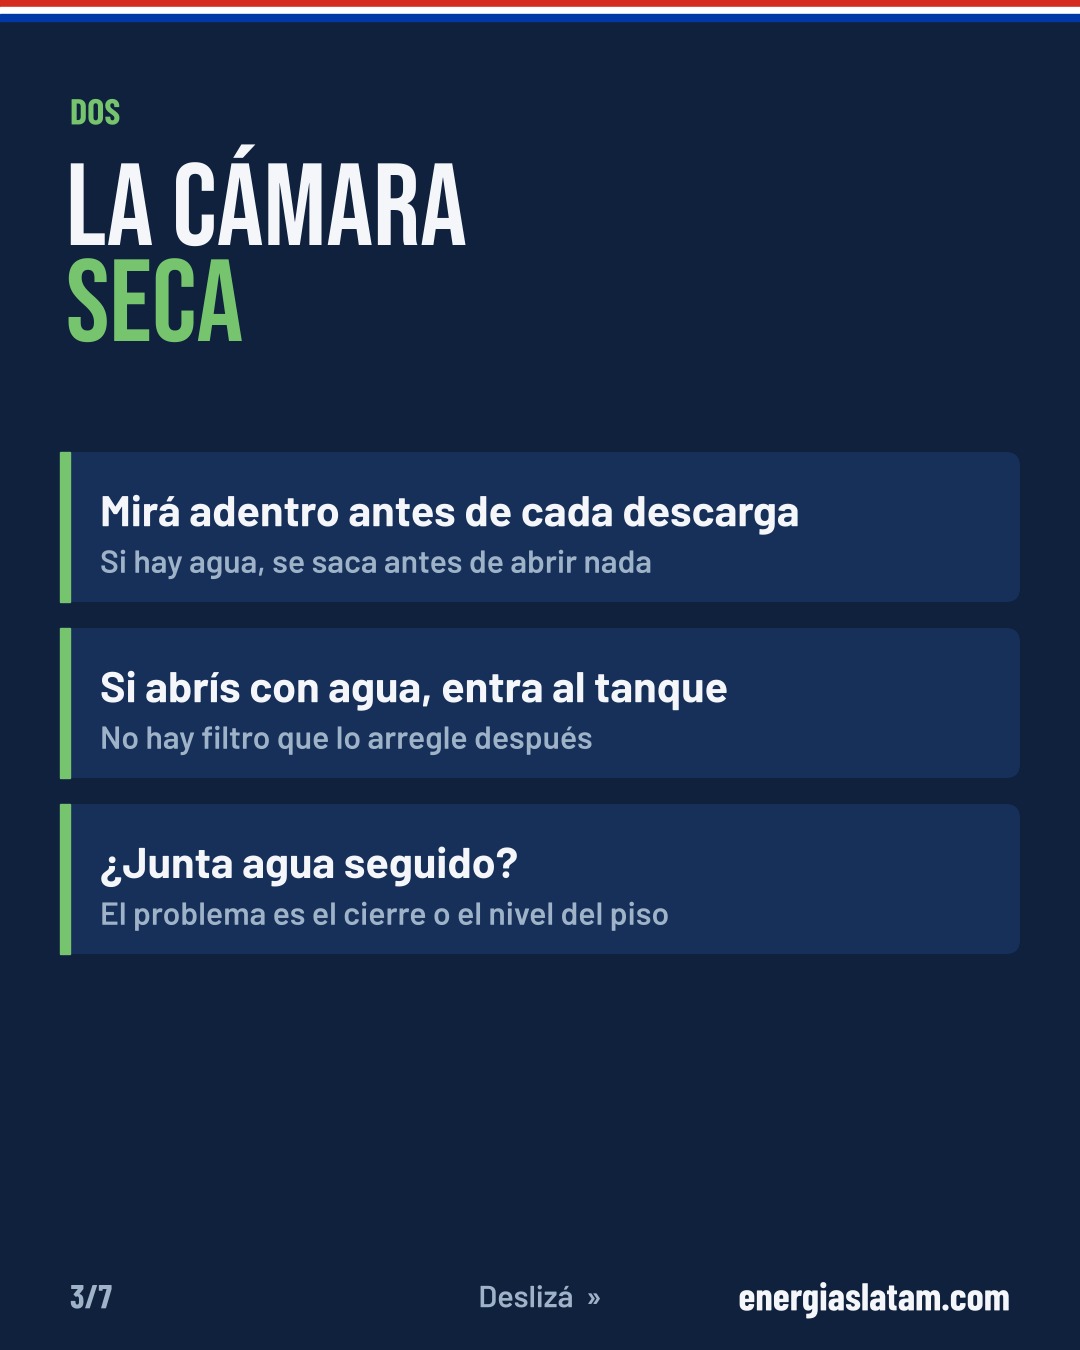 DOS
LA CÁMARA
SECA
Mirá adentro antes de cada descarga
Si hay agua, se saca antes de abrir nada
Si abrís con agua, entra al tanque
No hay filtro que lo arregle después
¿Junta agua seguido?
El problema es el cierre o el nivel del piso
3/7
Deslizá »
energiaslatam.com